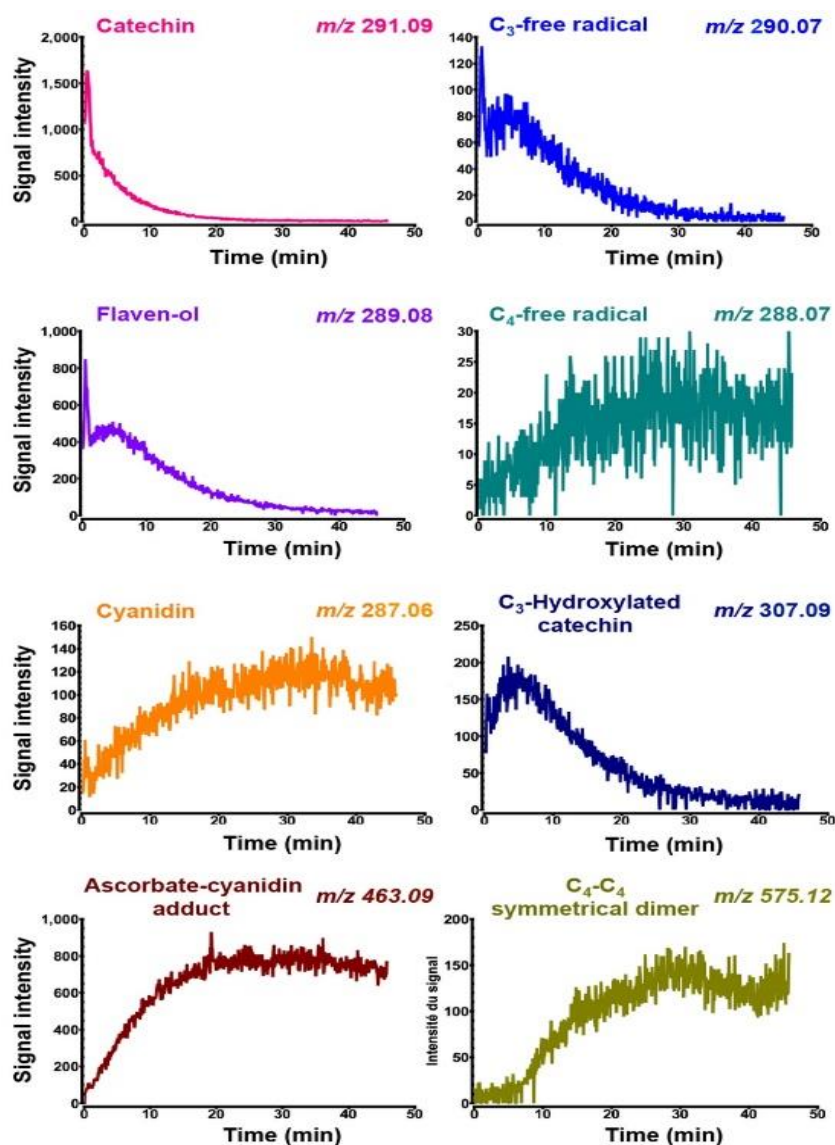 Catechin m/z 291.09
2,000
1,500
1,000
500
0
Signal intensity
0 10 20 30 40 50
Time (min)
C3-free radical m/z 290.07
140
120
100
80
60
40
20
0
0 10 20 30 40 50
Time (min)
Flaven-ol m/z 289.08
1,000
800
600
400
200
0
Signal intensity
0 10 20 30 40 50
Time (min)
C4-free radical m/z 288.07
30
25
20
15
10
5
0
0 10 20 30 40 50
Time (min)
Cyanidin m/z 287.06
160
140
120
100
80
60
40
20
0
Signal intensity
0 10 20 30 40 50
Time (min)
C3-Hydroxylated
catechin
m/z 307.09
250
200
150
100
50
0
0 10 20 30 40 50
Time (min)
Ascorbate-cyanidin
adduct
m/z 463.09
1,000
800
600
400
200
0
Signal intensity
0 10 20 30 40 50
Time (min)
C4-C4
symmetrical dimer
m/z 575.12
200
150
100
50
0
Intensité du signal
0 10 20 30 40 50
Time (min)